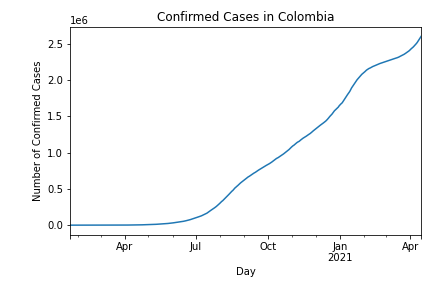 Confirmed Cases in Colombia
1e6
2.5
2.0
1.5
1.0
0.5
0.0
Number of Confirmed Cases
Apr
Jul
Oct
Jan
2021
Apr
Day